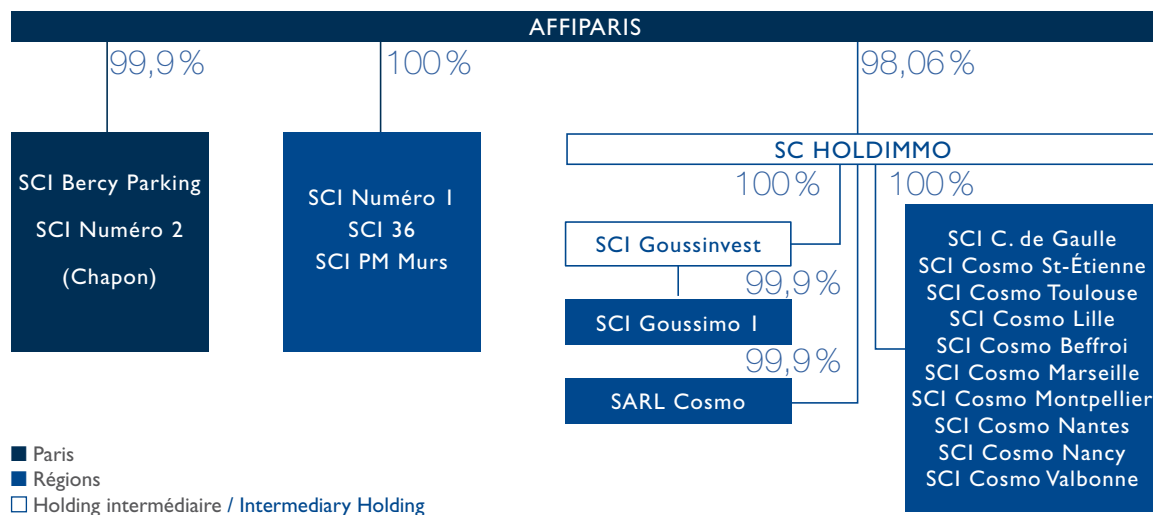 AFFIPARIS
99,9%
100%
98,06%
SCI Bercy Parking
SCI Numéro 2
(Chapon)
SCI Numéro 1
SCI 36
SCI PM Murs
SC HOLDIMMO
100%
100%
SCI Goussinvest
99,9%
SCI Goussimo 1
99,9%
SARL Cosmo
SCI C. de Gaulle
SCI Cosmo St-Étienne
SCI Cosmo Toulouse
SCI Cosmo Lille
SCI Cosmo Beffroi
SCI Cosmo Marseille
SCI Cosmo Montpellier
SCI Cosmo Nantes
SCI Cosmo Nancy
SCI Cosmo Valbonne
Paris
Régions
Holding intermédiaire / Intermediary Holding